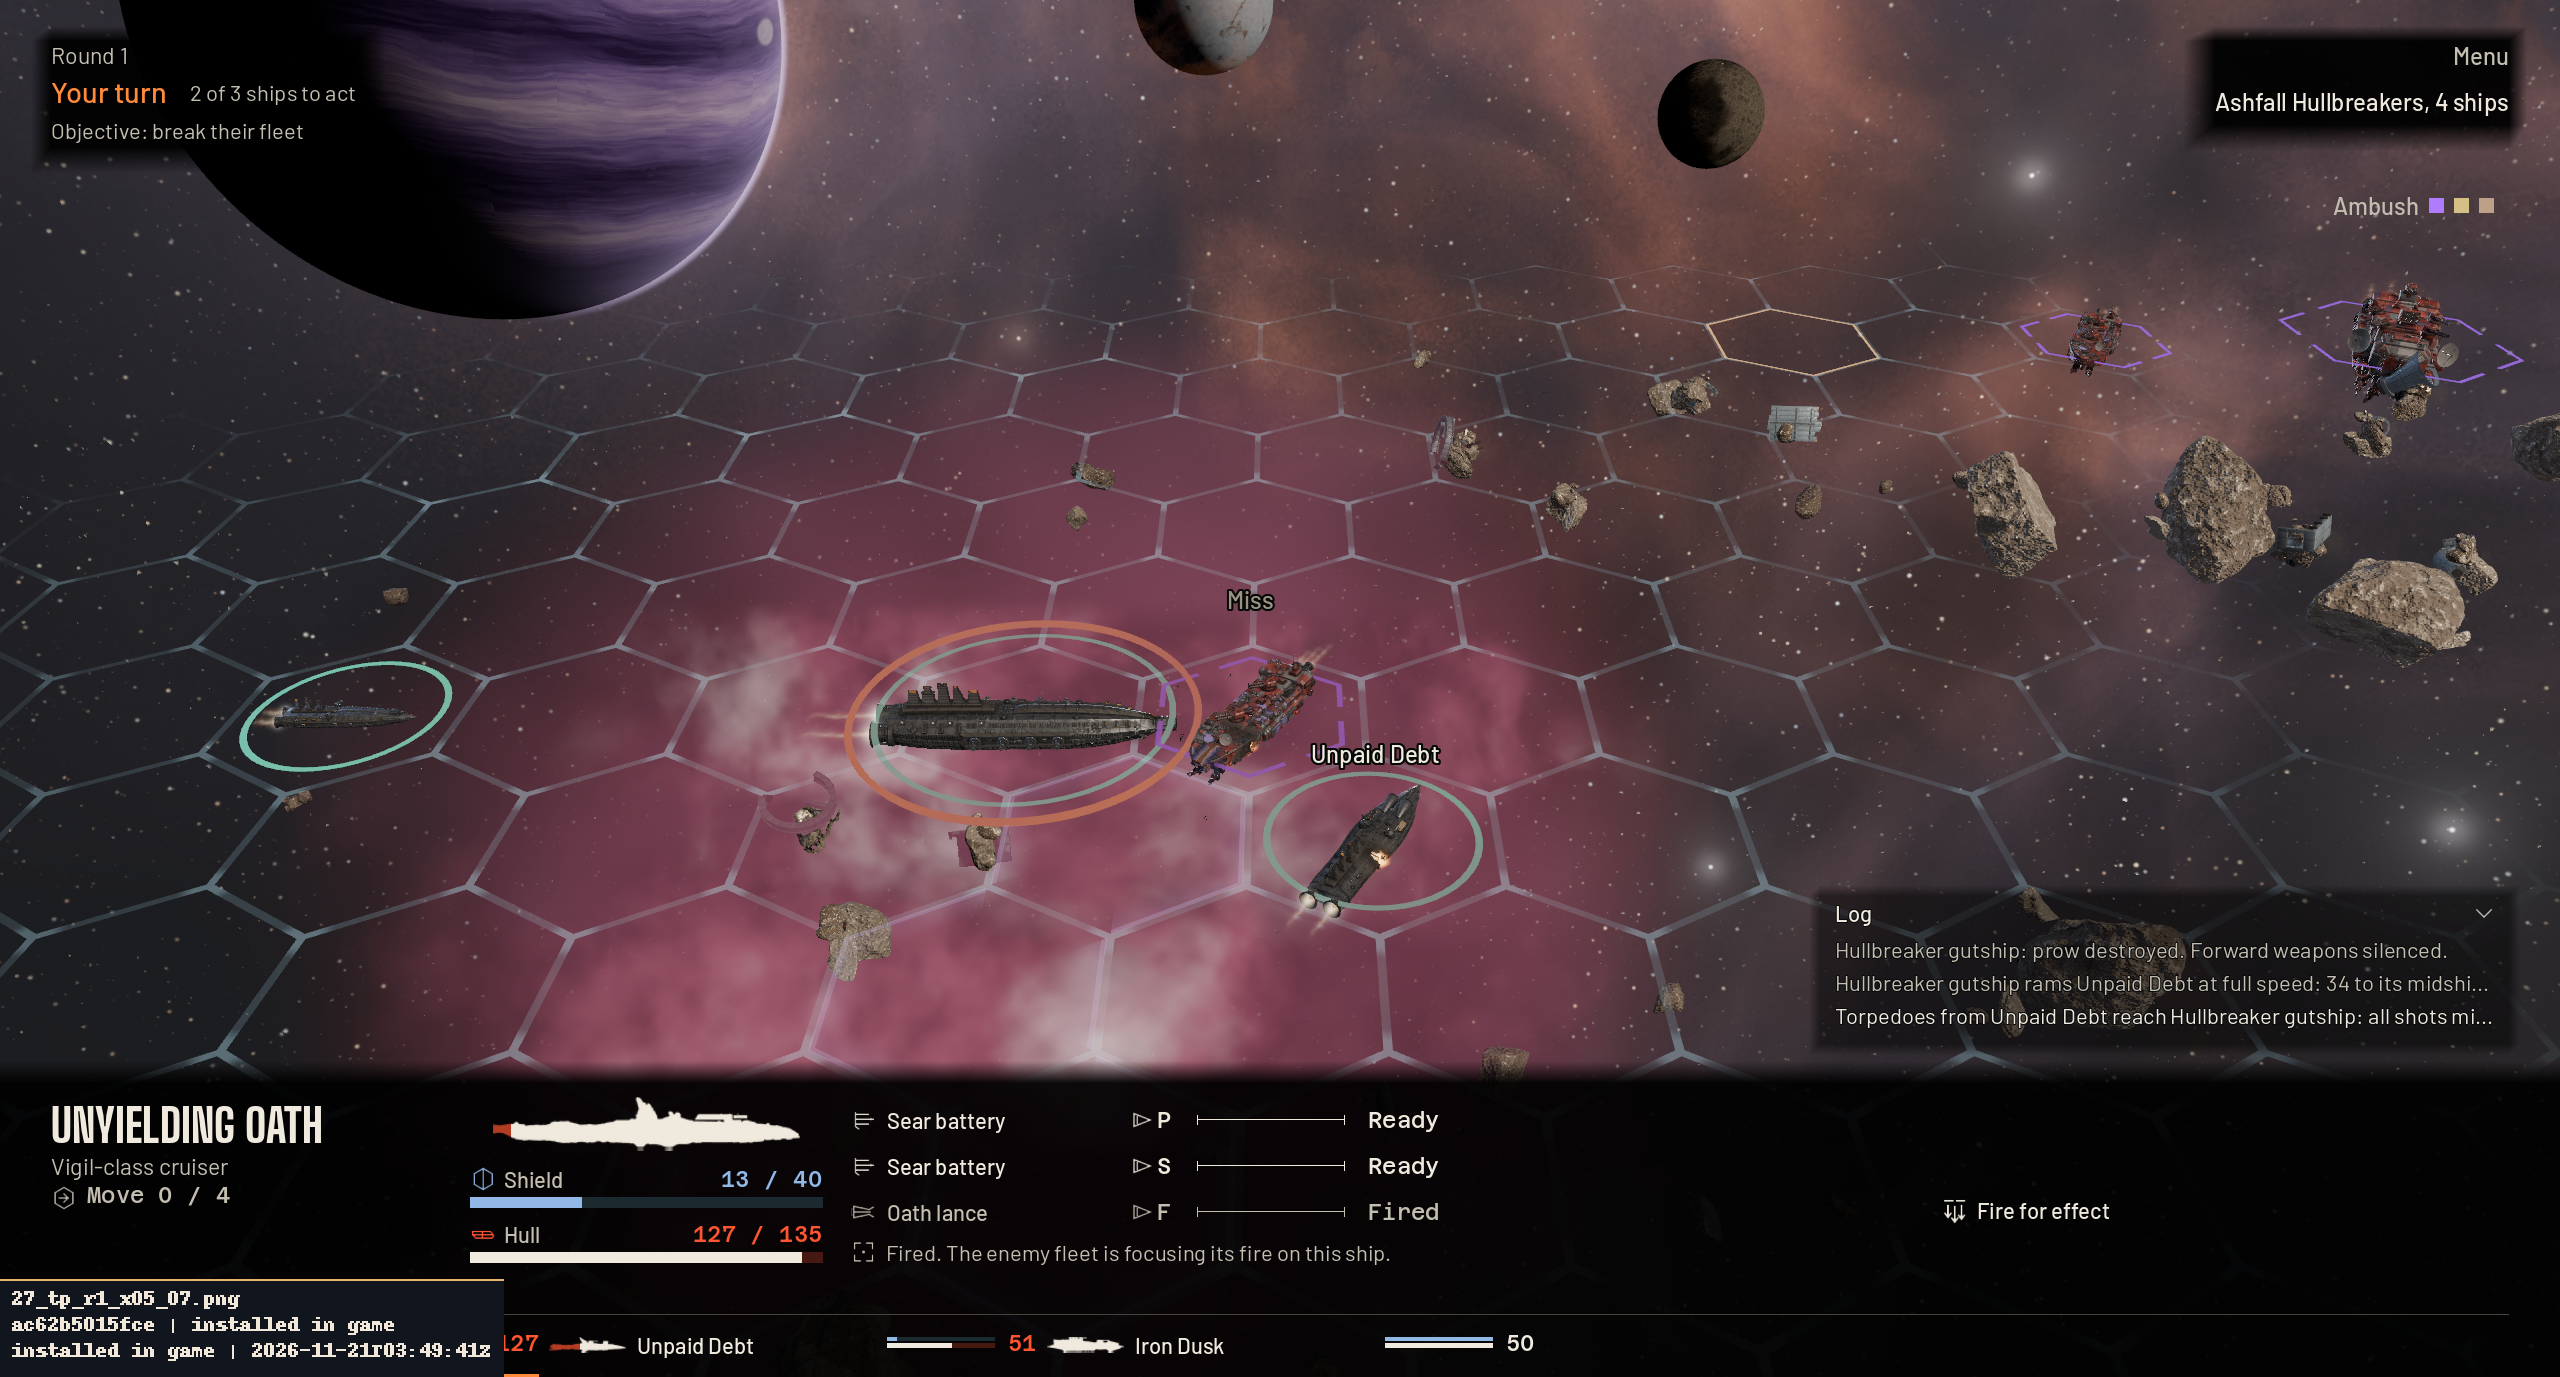 Round 1
Your turn 2 of 3 ships to act
Objective: break their fleet
Menu
Ashfall Hullbreakers, 4 ships
Ambush
Miss
Unpaid Debt
Log
Hullbreaker gutship: prow destroyed. Forward weapons silenced.
Hullbreaker gutship rams Unpaid Debt at full speed: 34 to its midshi...
Torpedoes from Unpaid Debt reach Hullbreaker gutship: all shots mi...
UNYIELDING OATH
Vigil-class cruiser
Move 0 / 4
Shield 13 / 40
Hull 127 / 135
Sear battery P Ready
Sear battery S Ready
Oath lance F Fired
Fired. The enemy fleet is focusing its fire on this ship.
Fire for effect
27_tp_r1_x05_07.png
ac62b5015fce | installed in game
installed in game | 2026-11-21T03:49:41Z
127 Unpaid Debt 51 Iron Dusk 50